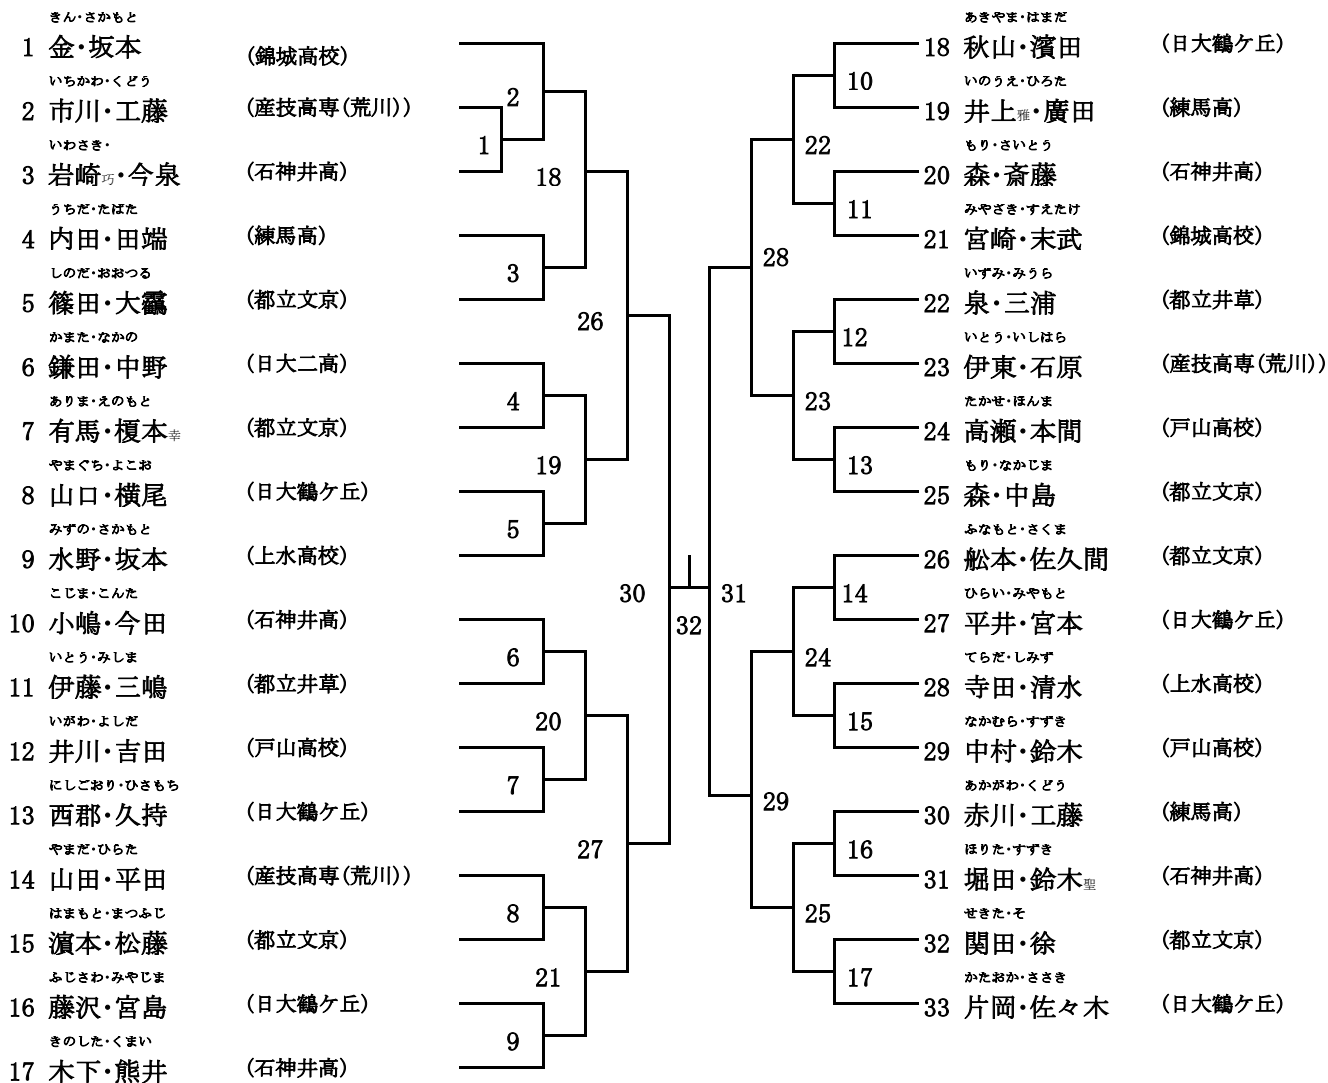 きん・さかもと
1 金・坂本 (錦城高校)
いちかわ・くどう
2 市川・工藤 (産技高専(荒川))
いわさき・
3 岩崎巧・今泉 (石神井高)
うちだ・たばた
4 内田・田端 (練馬高)
しのだ・おおつる
5 篠田・大靏 (都立文京)
かまた・なかの
6 鎌田・中野 (日大二高)
ありま・えのもと
7 有馬・榎本幸 (都立文京)
やまぐち・よこお
8 山口・横尾 (日大鶴ケ丘)
みずの・さかもと
9 水野・坂本 (上水高校)
こじま・こんた
10 小嶋・今田 (石神井高)
いとう・みしま
11 伊藤・三嶋 (都立井草)
いがわ・よしだ
12 井川・吉田 (戸山高校)
にしごおり・ひさもち
13 西郡・久持 (日大鶴ケ丘)
やまだ・ひらた
14 山田・平田 (産技高専(荒川))
はまもと・まつふじ
15 濵本・松藤 (都立文京)
ふじさわ・みやじま
16 藤沢・宮島 (日大鶴ケ丘)
きのした・くまい
17 木下・熊井 (石神井高)
2
1
18
3
26
4
19
5
30
6
20
7
27
8
21
9
32
31
10
22
11
28
12
23
13
14
24
15
29
16
25
17
あきやま・はまだ
18 秋山・濱田 (日大鶴ケ丘)
いのうえ・ひろた
19 井上雅・廣田 (練馬高)
もり・さいとう
20 森・斎藤 (石神井高)
みやざき・すえたけ
21 宮崎・末武 (錦城高校)
いずみ・みうら
22 泉・三浦 (都立井草)
いとう・いしはら
23 伊東・石原 (産技高専(荒川))
たかせ・ほんま
24 高瀬・本間 (戸山高校)
もり・なかじま
25 森・中島 (都立文京)
ふなもと・さくま
26 舩本・佐久間 (都立文京)
ひらい・みやもと
27 平井・宮本 (日大鶴ケ丘)
てらだ・しみず
28 寺田・清水 (上水高校)
なかむら・すずき
29 中村・鈴木 (戸山高校)
あかがわ・くどう
30 赤川・工藤 (練馬高)
ほりた・すずき
31 堀田・鈴木聖 (石神井高)
せきた・そ
32 関田・徐 (都立文京)
かたおか・ささき
33 片岡・佐々木 (日大鶴ケ丘)